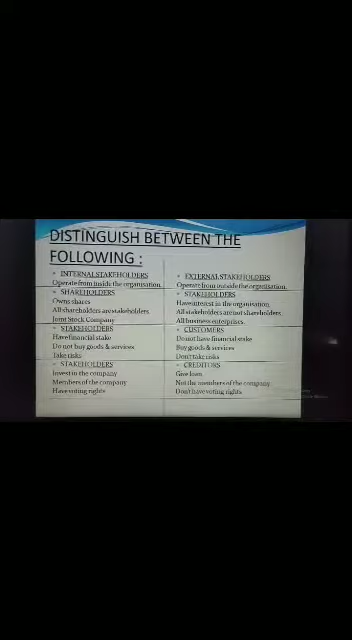 DISTINGUISH BETWEEN THE
FOLLOWING :
INTERNAL STAKEHOLDERS
Operate from inside the organisation.
SHAREHOLDERS
Owns shares
All shareholders are stakeholders
Joint Stock Company
STAKEHOLDERS
Have financial stake
Do not buy goods & services
Take risks
STAKEHOLDERS
Invest in the company
Members of the company
Have voting rights
EXTERNAL STAKEHOLDERS
Operate from outside the organisation.
STAKEHOLDERS
Have interest in the organisation
All stakeholders are not shareholders.
All business enterprises.
CUSTOMERS
Do not have financial stake
Buy goods & services
Don't take risks
CREDITORS
Give loan
Not the members of the company
Don't have voting rights.